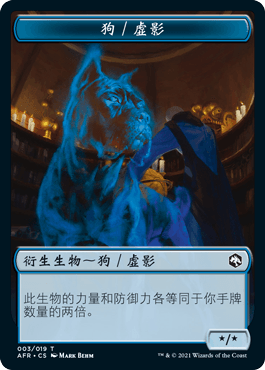 狗／虚影
衍生生物～狗／虚影
此生物的力量和防御力各等同于你手牌
数量的两倍。
003/019 T
AFR • CS MARK BEHM
*/*
™ & © 2021 Wizards of the Coast